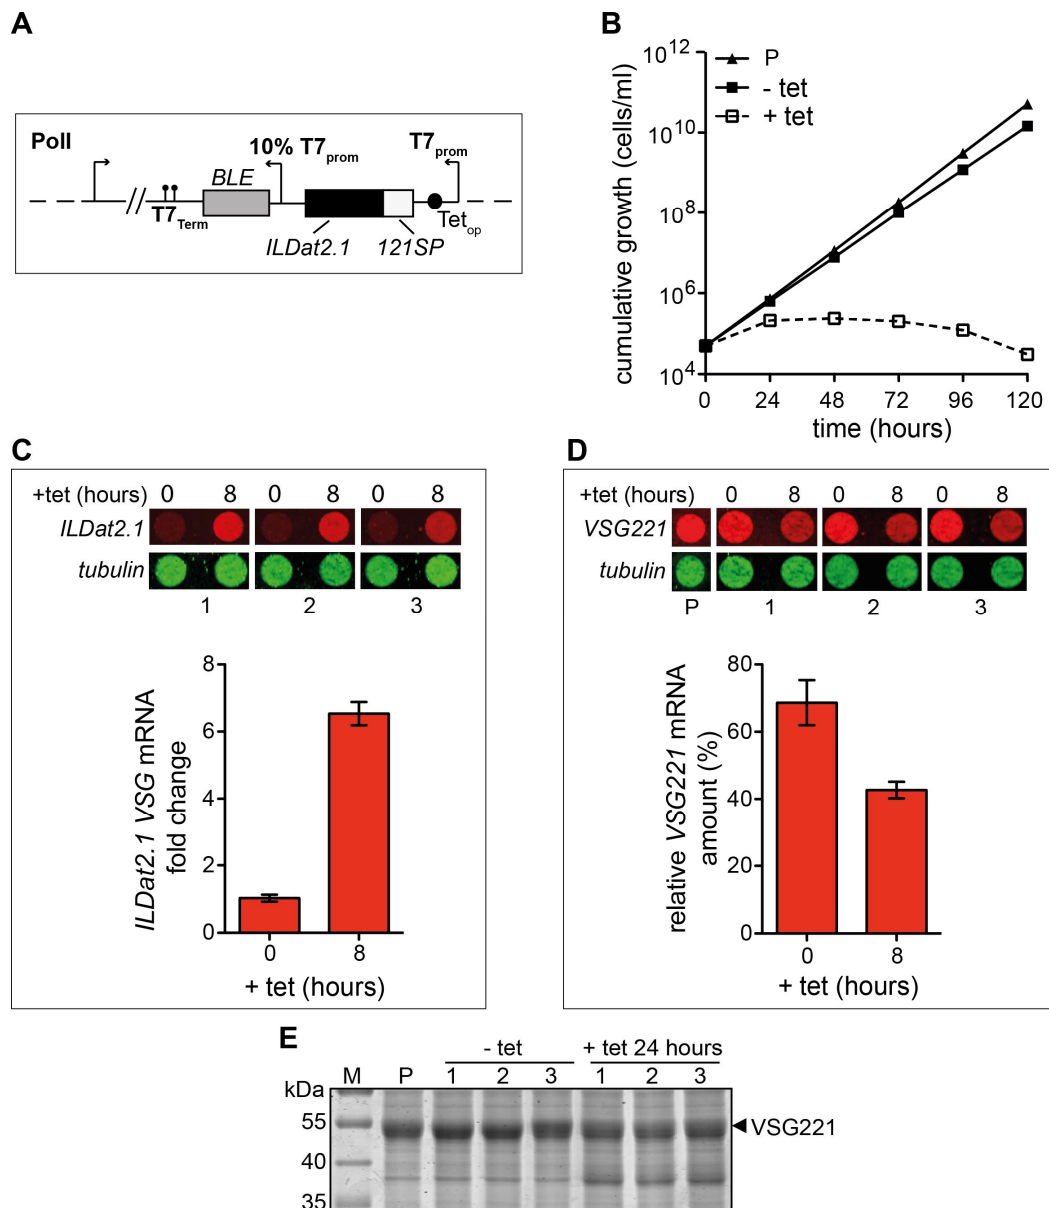 A
PolI
10% T7prom
T7prom
BLE
T7Term
Tetop
ILDat2.1
121SP
B
cumulative growth (cells/ml)
10^12
10^10
10^8
10^6
10^4
P
- tet
+ tet
0 24 48 72 96 120
time (hours)
C
+tet (hours) 0 8 0 8 0 8
ILDat2.1
tubulin
1 2 3
ILDat2.1 VSG mRNA
fold change
8
6
4
2
0
0 8
+ tet (hours)
D
+tet (hours) 0 8 0 8 0 8
VSG221
tubulin
P 1 2 3
relative VSG221 mRNA
amount (%)
80
60
40
20
0
0 8
+ tet (hours)
E
- tet + tet 24 hours
M P 1 2 3 1 2 3
kDa
55
VSG221
40
35